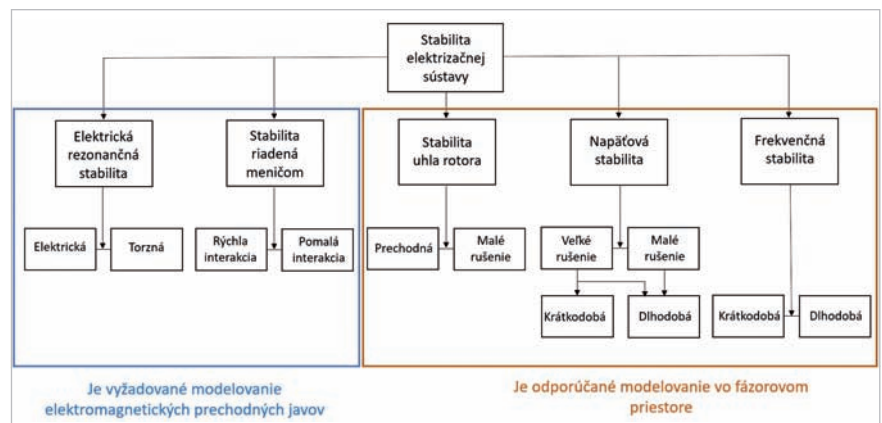 Stabilita
elektrizačnej
sústavy
Elektrická
rezonančná
stabilita
Stabilita
riadená
meničom
Stabilita
uhla rotora
Napäťová
stabilita
Frekvenčná
stabilita
Elektrická
Torzná
Rýchla
interakcia
Pomalá
interakcia
Prechodná
Malé
rušenie
Veľké
rušenie
Malé
rušenie
Krátkodobá
Dlhodobá
Krátkodobá
Dlhodobá
Je vyžadované modelovanie
elektromagnetických prechodných javov
Je odporúčané modelovanie vo fázorovom
priestore